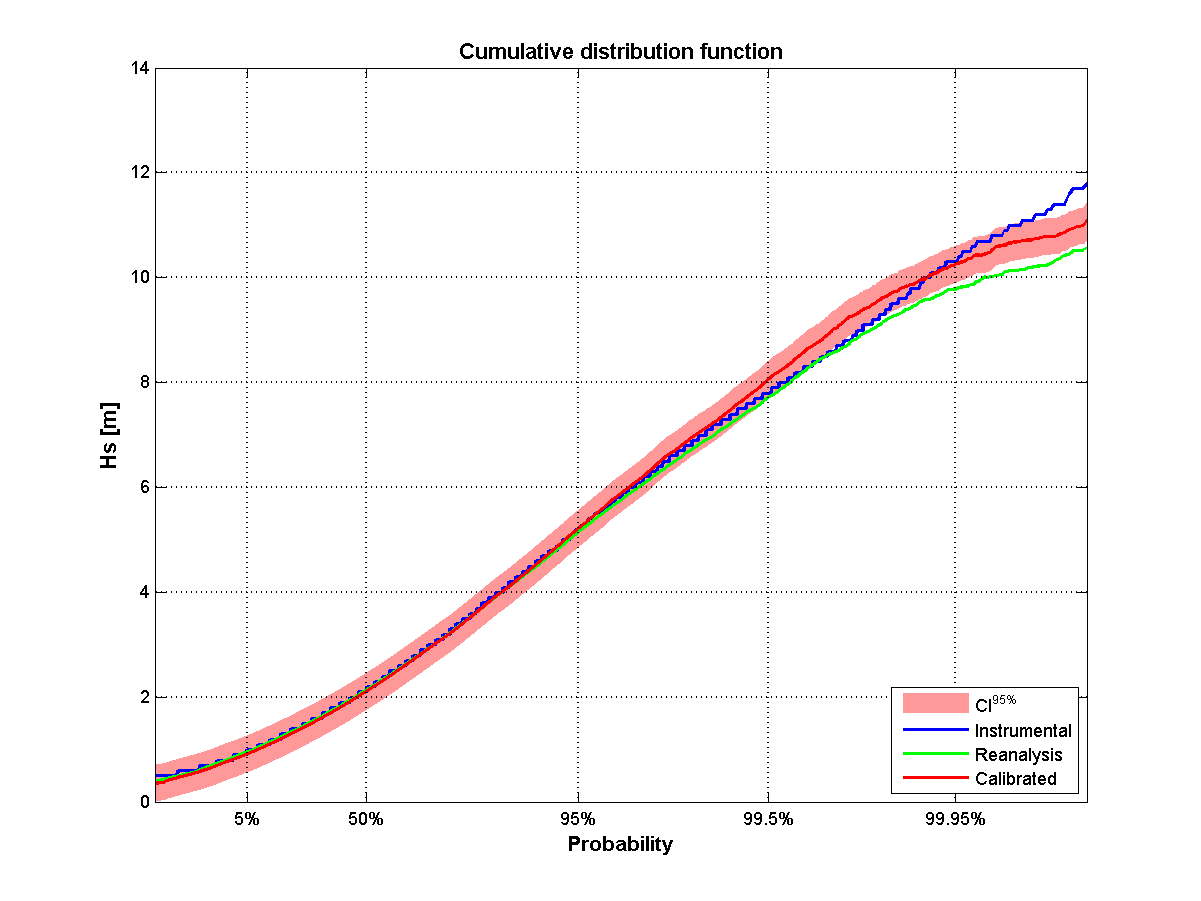 Cumulative distribution function
14
12
10
8
6
4
2
0
Hs [m]
5% 50% 95% 99.5% 99.95%
Probability
CI95%
Instrumental
Reanalysis
Calibrated